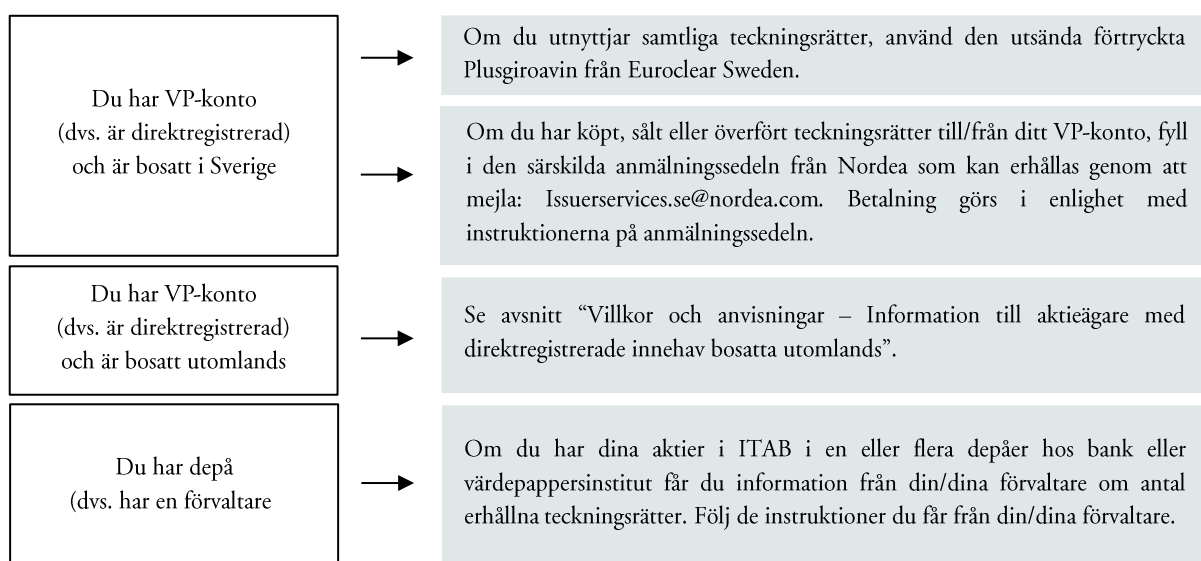 Du har VP-konto
(dvs. är direktregistrerad)
och är bosatt i Sverige
Om du utnyttjar samtliga teckningsrätter, använd den utsända förtryckta
Plusgiroavin från Euroclear Sweden.
Om du har köpt, sålt eller överfört teckningsrätter till/från ditt VP-konto, fyll
i den särskilda anmälningssedeln från Nordea som kan erhållas genom att
mejla: Issuerservices.se@nordea.com. Betalning görs i enlighet med
instruktionerna på anmälningssedeln.
Du har VP-konto
(dvs. är direktregistrerad)
och är bosatt utomlands
Se avsnitt “Villkor och anvisningar – Information till aktieägare med
direktregistrerade innehav bosatta utomlands”.
Du har depå
(dvs. har en förvaltare
Om du har dina aktier i ITAB i en eller flera depåer hos bank eller
värdepappersinstitut får du information från din/dina förvaltare om antal
erhållna teckningsrätter. Följ de instruktioner du får från din/dina förvaltare.